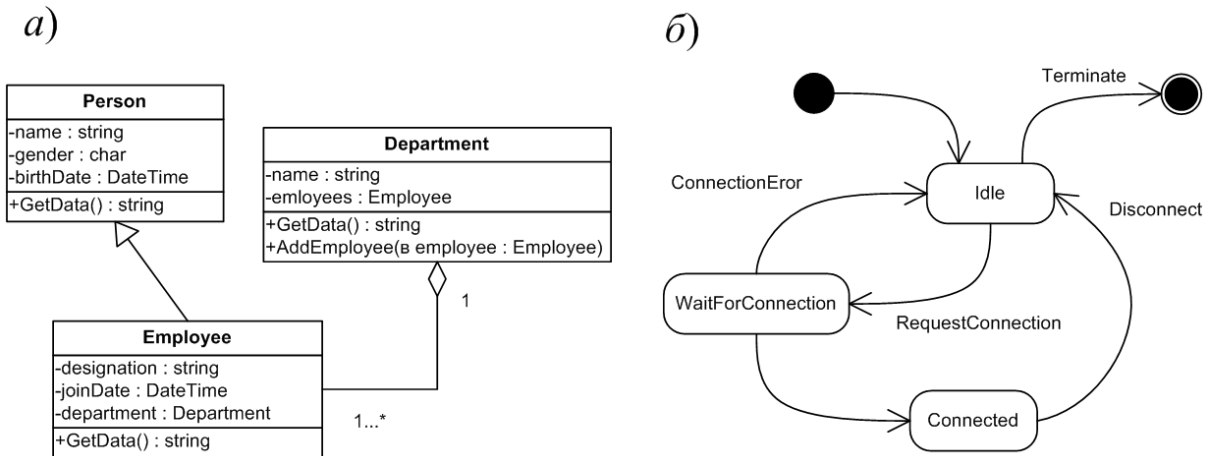 а)
Person
-name : string
-gender : char
-birthDate : DateTime
+GetData() : string
Department
-name : string
-emloyees : Employee
+GetData() : string
+AddEmployee(в employee : Employee)
1
Employee
-designation : string
-joinDate : DateTime
-department : Department
+GetData() : string
1...*
б)
Terminate
ConnectionEror
Idle
Disconnect
WaitForConnection
RequestConnection
Connected